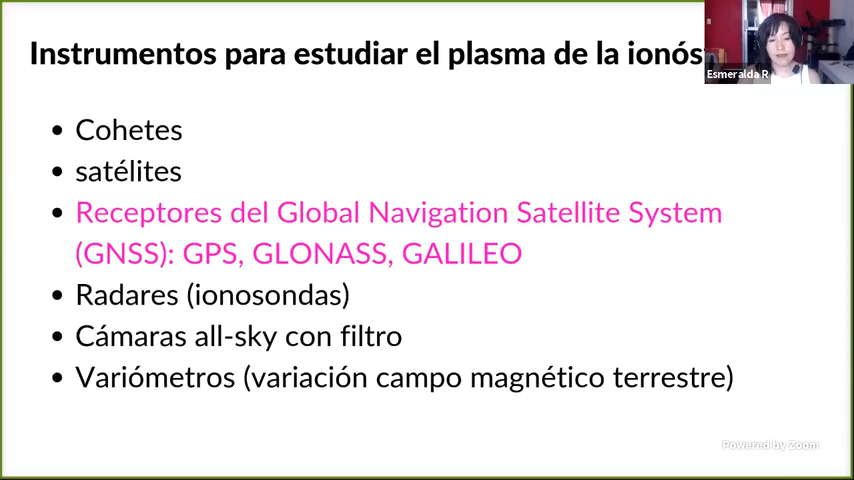 Instrumentos para estudiar el plasma de la ionós
Esmeralda R
• Cohetes
• satélites
• Receptores del Global Navigation Satellite System
(GNSS): GPS, GLONASS, GALILEO
• Radares (ionosondas)
• Cámaras all-sky con filtro
• Variómetros (variación campo magnético terrestre)
Powered by Zoom